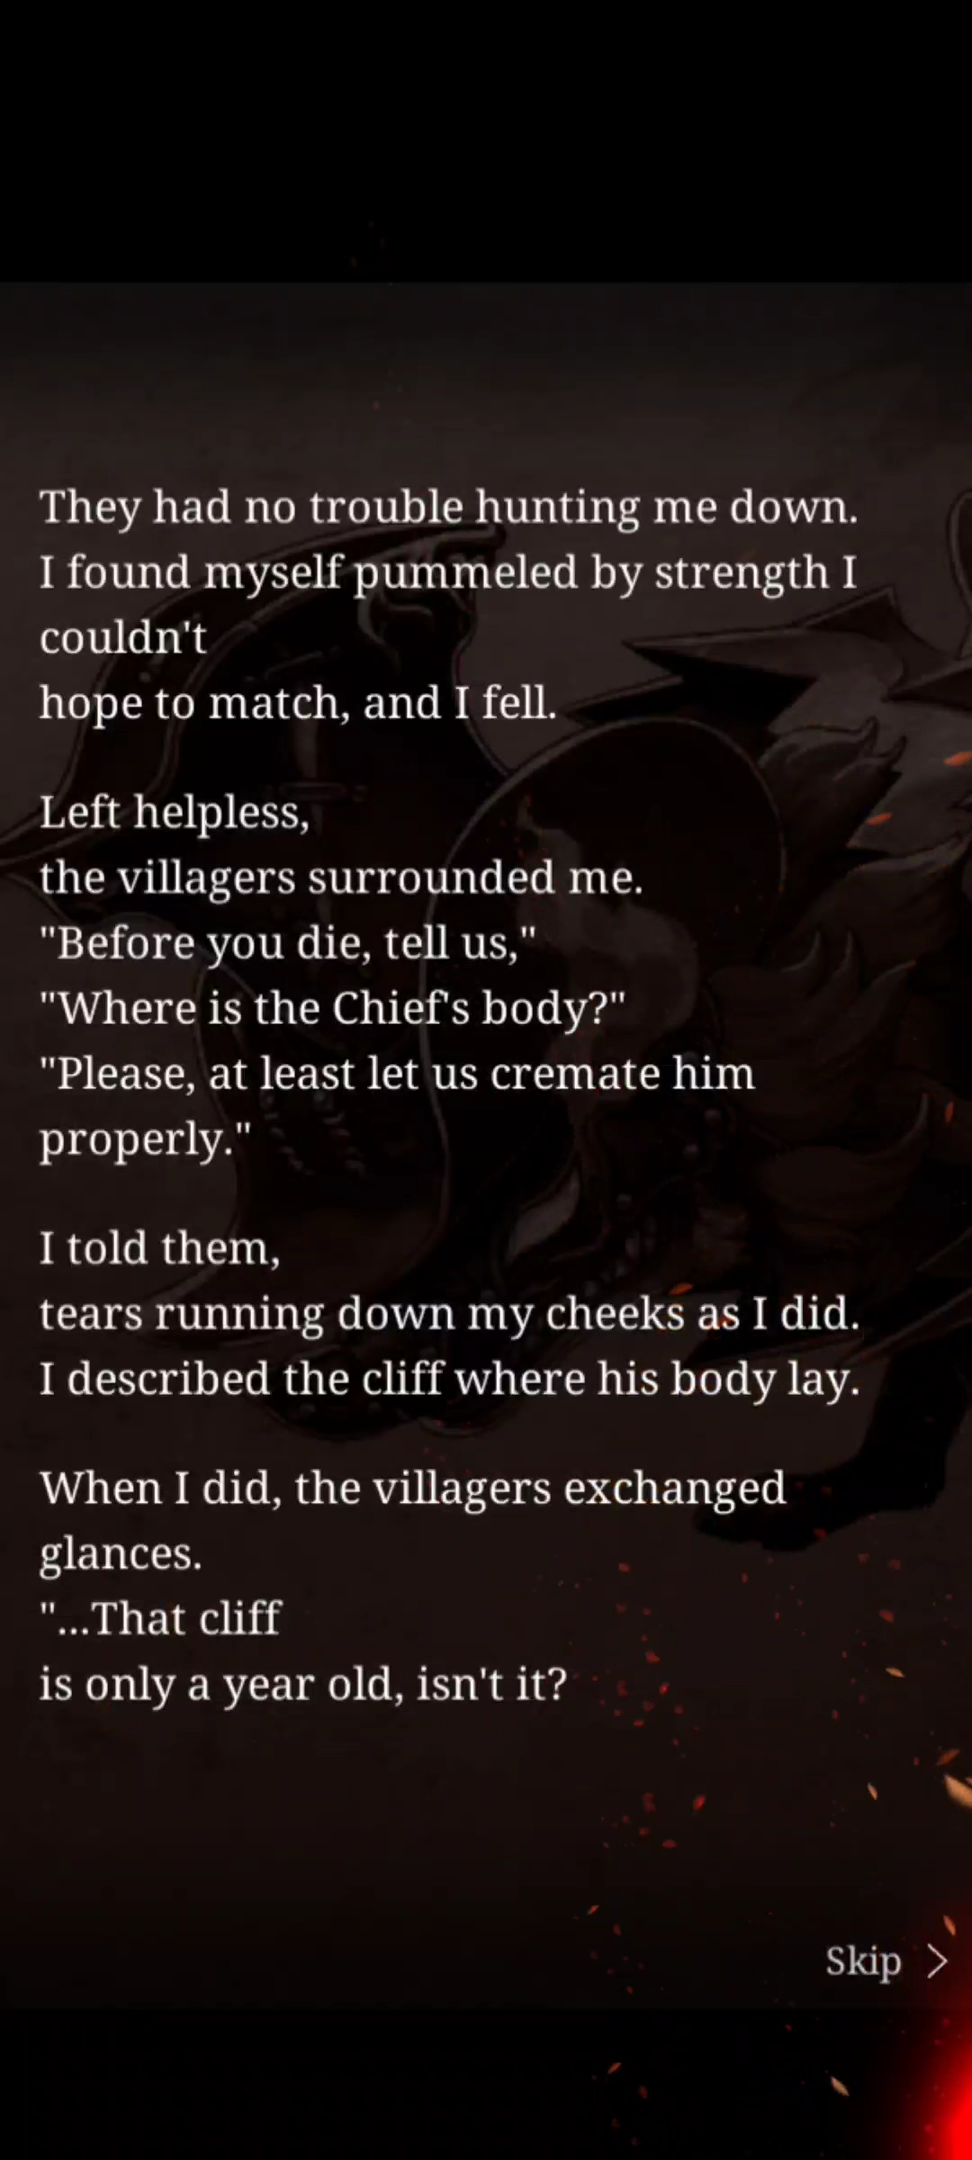 They had no trouble hunting me down.
I found myself pummeled by strength I
couldn't
hope to match, and I fell.
Left helpless,
the villagers surrounded me.
"Before you die, tell us,"
"Where is the Chief's body?"
"Please, at least let us cremate him
properly."
I told them,
tears running down my cheeks as I did.
I described the cliff where his body lay.
When I did, the villagers exchanged
glances.
"...That cliff
is only a year old, isn't it?
Skip >